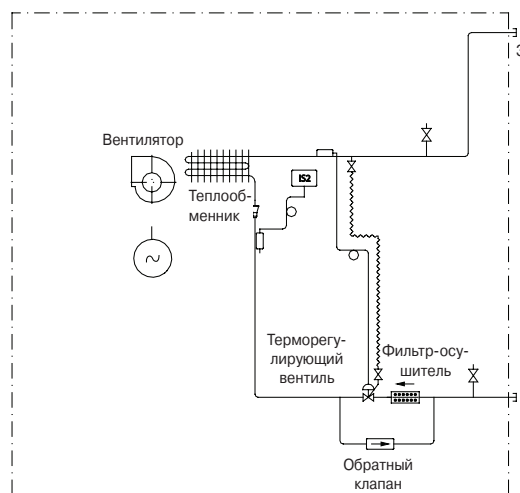 Вентилятор
IS2
Теплооб-
менник
Терморегу-
лирующий
вентиль
Фильтр-осу-
шитель
Обратный
клапан